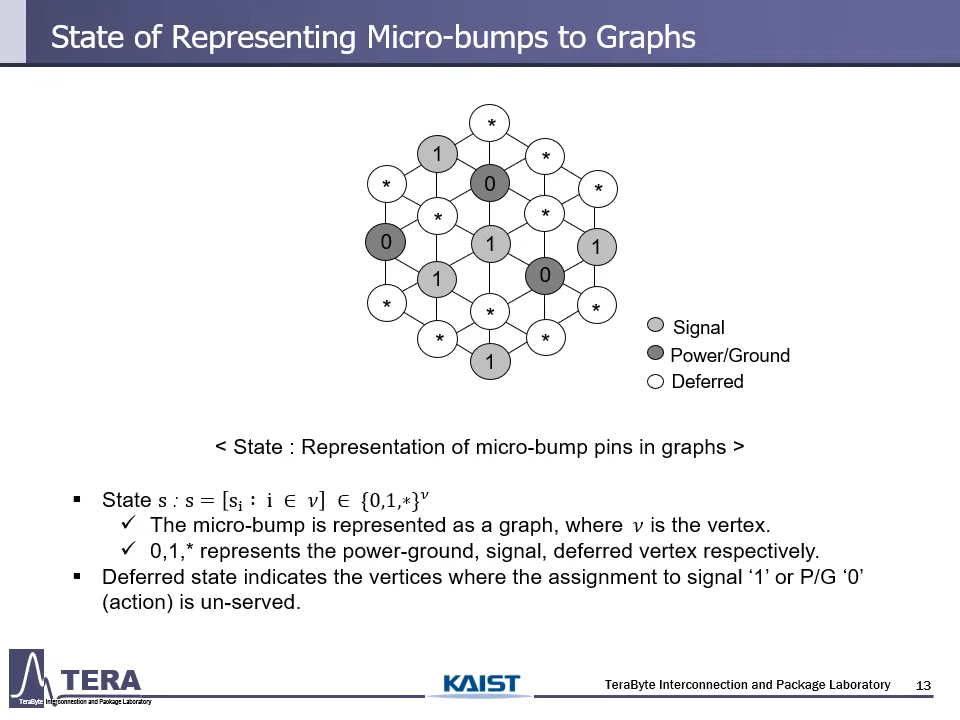 State of Representing Micro-bumps to Graphs
*
1
*
*
0
*
*
*
0
1
1
1
0
*
*
*
*
*
1
Signal
Power/Ground
Deferred
< State : Representation of micro-bump pins in graphs >
▪ State s : s = [sᵢ : i ∈ 𝜈] ∈ {0,1,∗}^𝜈
✓ The micro-bump is represented as a graph, where 𝜈 is the vertex.
✓ 0,1,* represents the power-ground, signal, deferred vertex respectively.
▪ Deferred state indicates the vertices where the assignment to signal ‘1’ or P/G ‘0’
(action) is un-served.
TERA
TeraByte Interconnection and Package Laboratory
KAIST
TeraByte Interconnection and Package Laboratory 13